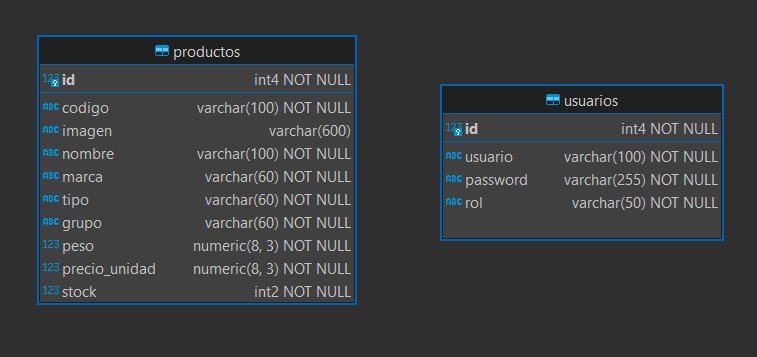 productos
123 id int4 NOT NULL
ABC codigo varchar(100) NOT NULL
ABC imagen varchar(600)
ABC nombre varchar(100) NOT NULL
ABC marca varchar(60) NOT NULL
ABC tipo varchar(60) NOT NULL
ABC grupo varchar(60) NOT NULL
123 peso numeric(8, 3) NOT NULL
123 precio_unidad numeric(8, 3) NOT NULL
123 stock int2 NOT NULL
usuarios
123 id int4 NOT NULL
ABC usuario varchar(100) NOT NULL
ABC password varchar(255) NOT NULL
ABC rol varchar(50) NOT NULL